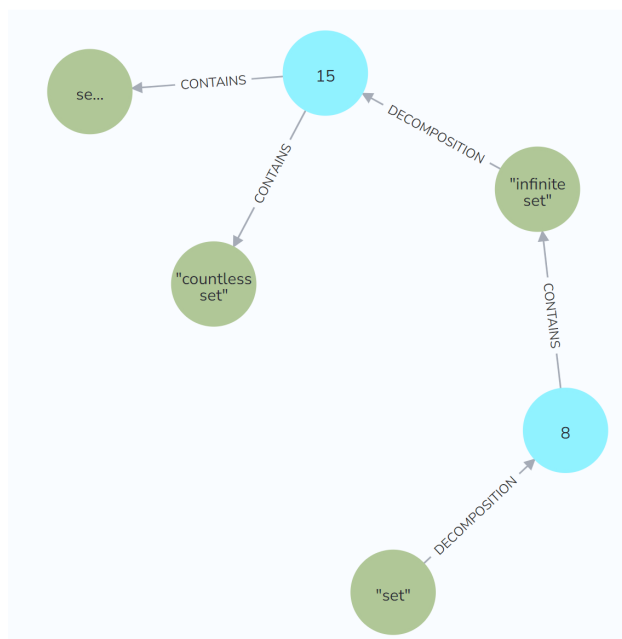 15
se...
CONTAINS
DECOMPOSITION
CONTAINS
"infinite
set"
"countless
set"
CONTAINS
8
DECOMPOSITION
"set"